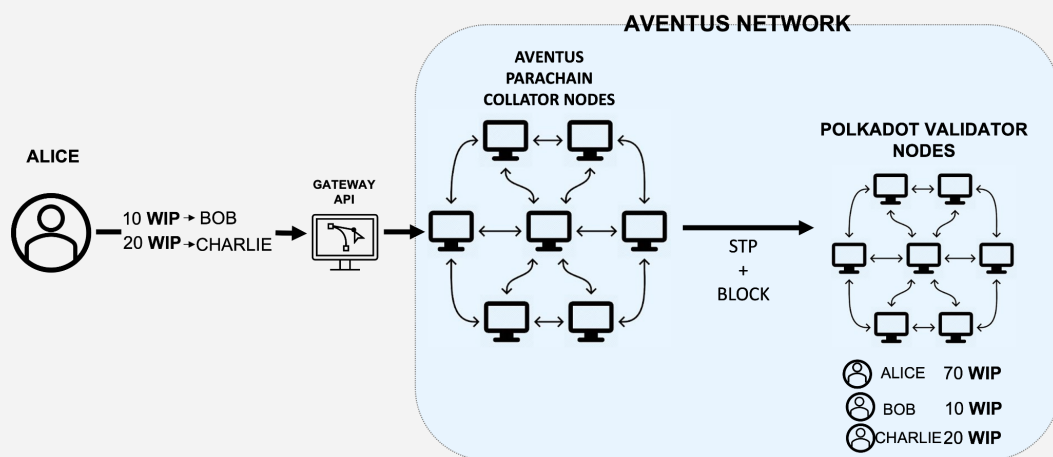 AVENTUS NETWORK
AVENTUS
PARACHAIN
COLLATOR NODES
POLKADOT VALIDATOR
NODES
ALICE
GATEWAY
API
10 WIP → BOB
20 WIP → CHARLIE
STP
+
BLOCK
ALICE 70 WIP
BOB 10 WIP
CHARLIE 20 WIP